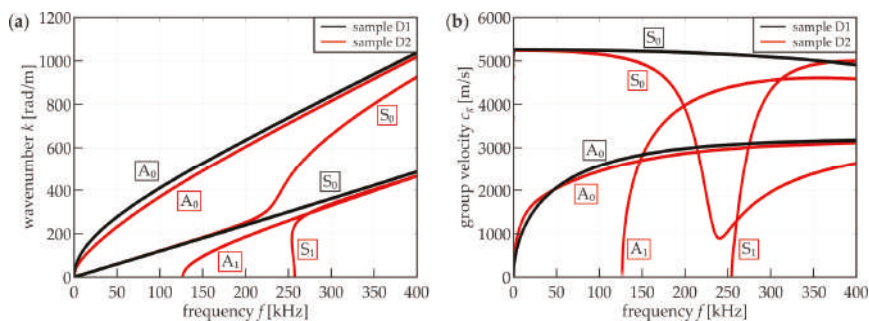 (a)
sample D1
sample D2
wavenumber k [rad/m]
1200
1000
800
600
400
200
0
A₀
A₀
S₀
S₀
A₁
S₁
0 50 100 150 200 250 300 350 400
frequency f [kHz]
(b)
sample D1
sample D2
group velocity cg [m/s]
6000
5000
4000
3000
2000
1000
0
S₀
S₀
A₀
A₀
A₁
S₁
0 50 100 150 200 250 300 350 400
frequency f [kHz]